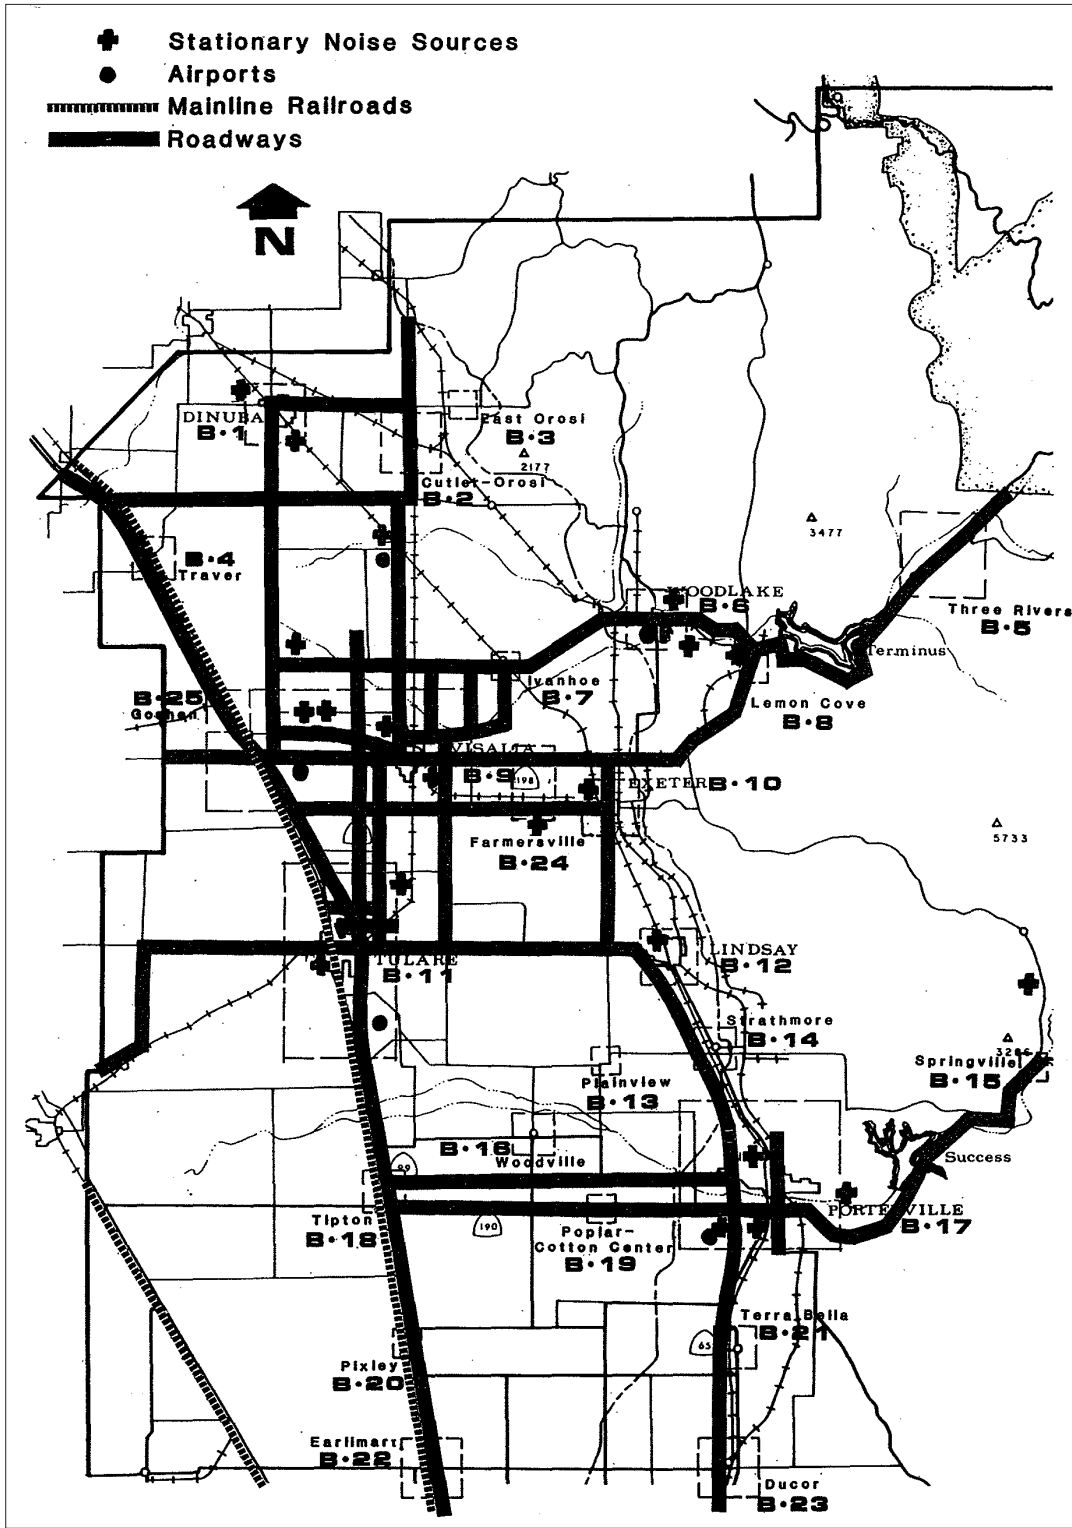 Stationary Noise Sources
Airports
Mainline Railroads
Roadways
N
DINUBA
B·1
East Orosi
B·3
2177
Cutler-Orosi
B·2
3477
B·4
Traver
WOODLAKE
B·6
Three Rivers
B·5
Terminus
Ivanhoe
B·7
B·25
Goshen
Lemon Cove
B·8
VISALIA
B·9
198
EXETER B·10
5733
Farmersville
B·24
TULARE
B·11
LINDSAY
B·12
Strathmore
B·14
Springville
B·15
Plainview
B·13
B·16
Woodville
99
Success
PORTERVILLE
B·17
Tipton
B·18
190
Poplar-
Cotton Center
B·19
Terra Bella
B·21
65
Pixley
B·20
Earlimart
B·22
Ducor
B·23